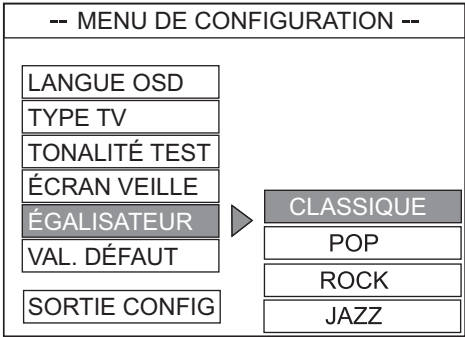 -- MENU DE CONFIGURATION --
LANGUE OSD
TYPE TV
TONALITÉ TEST
ÉCRAN VEILLE
ÉGALISATEUR
VAL. DÉFAUT
SORTIE CONFIG
CLASSIQUE
POP
ROCK
JAZZ